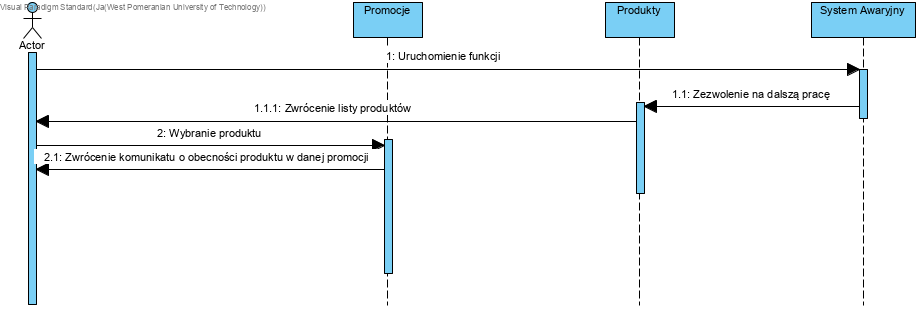 Visual Paradigm Standard(Ja(West Pomeranian University of Technology))
Promocje
Produkty
System Awaryjny
Actor
1: Uruchomienie funkcji
1.1: Zezwolenie na dalszą pracę
1.1.1: Zwrócenie listy produktów
2: Wybranie produktu
2.1: Zwrócenie komunikatu o obecności produktu w danej promocji